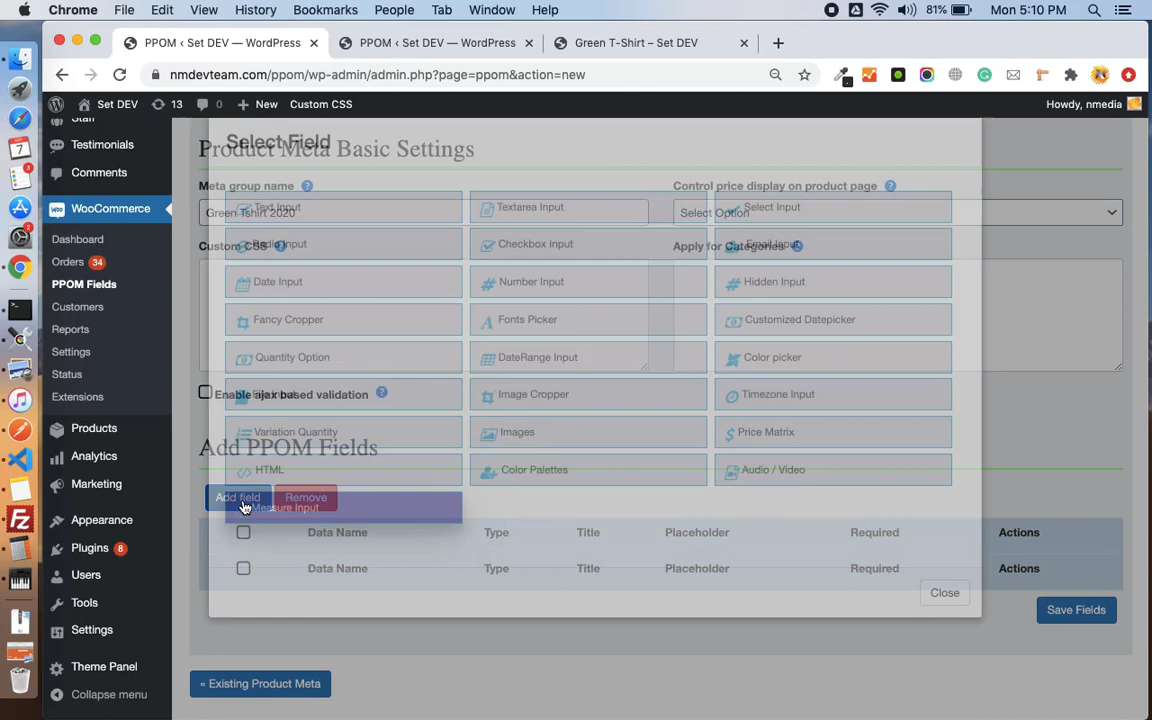 Chrome File Edit View History Bookmarks People Tab Window Help 81% Mon 5:10 PM
PPOM ‹ Set DEV — WordPress PPOM ‹ Set DEV — WordPress Green T-Shirt – Set DEV
nmdevteam.com/ppom/wp-admin/admin.php?page=ppom&action=new
Set DEV 13 0 New Custom CSS Howdy, nmedia
Staff
Testimonials
Comments
WooCommerce
Dashboard
Orders 34
PPOM Fields
Customers
Reports
Settings
Status
Extensions
Products
Analytics
Marketing
Appearance
Plugins 8
Users
Tools
Settings
Theme Panel
Collapse menu
Select Field
Product Meta Basic Settings
Meta group name Control price display on product page
Text Input Textarea Input Select Input
Green Tshirt 2020 Select Option
Radio Input Checkbox Input Email Input
Custom CSS Apply for Categories
Date Input Number Input Hidden Input
Fancy Cropper Fonts Picker Customized Datepicker
Quantity Option DateRange Input Color picker
File Input Image Cropper Timezone Input
Enable ajax based validation
Variation Quantity Images Price Matrix
Add PPOM Fields
HTML Color Palettes Audio / Video
Add field Remove
Measure Input
Data Name Type Title Placeholder Required Actions
Data Name Type Title Placeholder Required Actions
Close
Save Fields
« Existing Product Meta